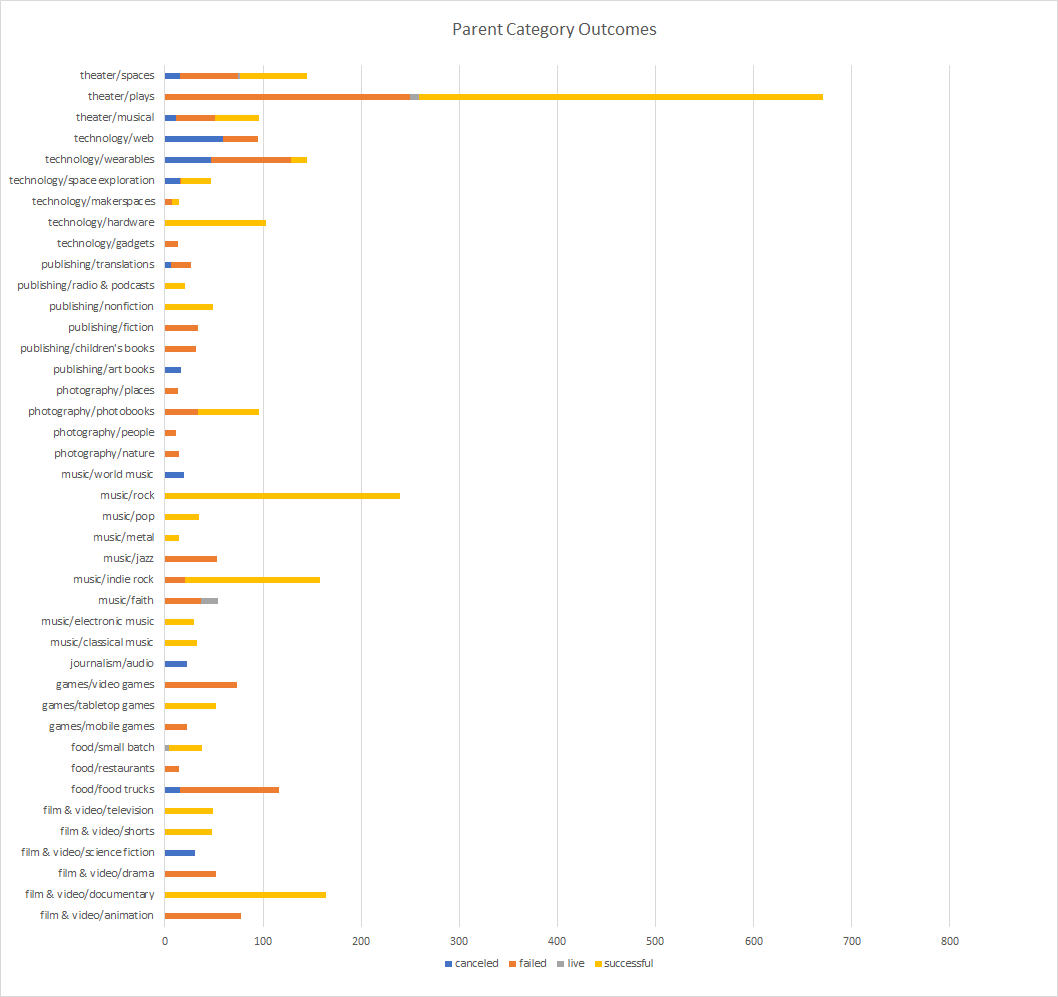 Parent Category Outcomes
theater/spaces
theater/plays
theater/musical
technology/web
technology/wearables
technology/space exploration
technology/makerspaces
technology/hardware
technology/gadgets
publishing/translations
publishing/radio & podcasts
publishing/nonfiction
publishing/fiction
publishing/children's books
publishing/art books
photography/places
photography/photobooks
photography/people
photography/nature
music/world music
music/rock
music/pop
music/metal
music/jazz
music/indie rock
music/faith
music/electronic music
music/classical music
journalism/audio
games/video games
games/tabletop games
games/mobile games
food/small batch
food/restaurants
food/food trucks
film & video/television
film & video/shorts
film & video/science fiction
film & video/drama
film & video/documentary
film & video/animation
0 100 200 300 400 500 600 700 800
canceled failed live successful